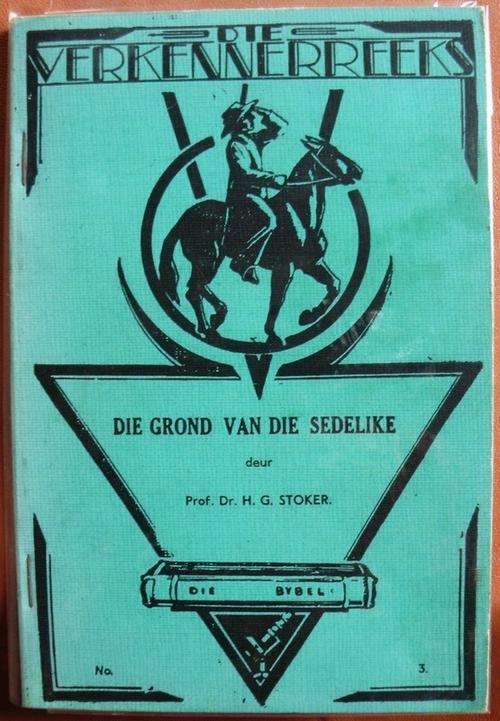 DIE
VERKENNERREEKS
DIE GROND VAN DIE SEDELIKE
deur
Prof. Dr. H. G. STOKER.
DIE BYBEL
No. 3.